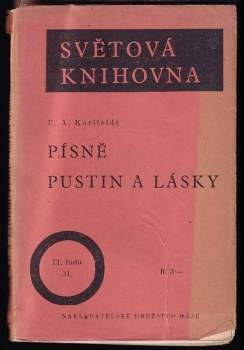 SVĚTOVÁ
KNIHOVNA
E. A. Karlfeldt
PÍSNĚ
PUSTIN A LÁSKY
II. řada
31.
K 3·—
NAKLADATELSKÉ DRUŽSTVO MÁJE